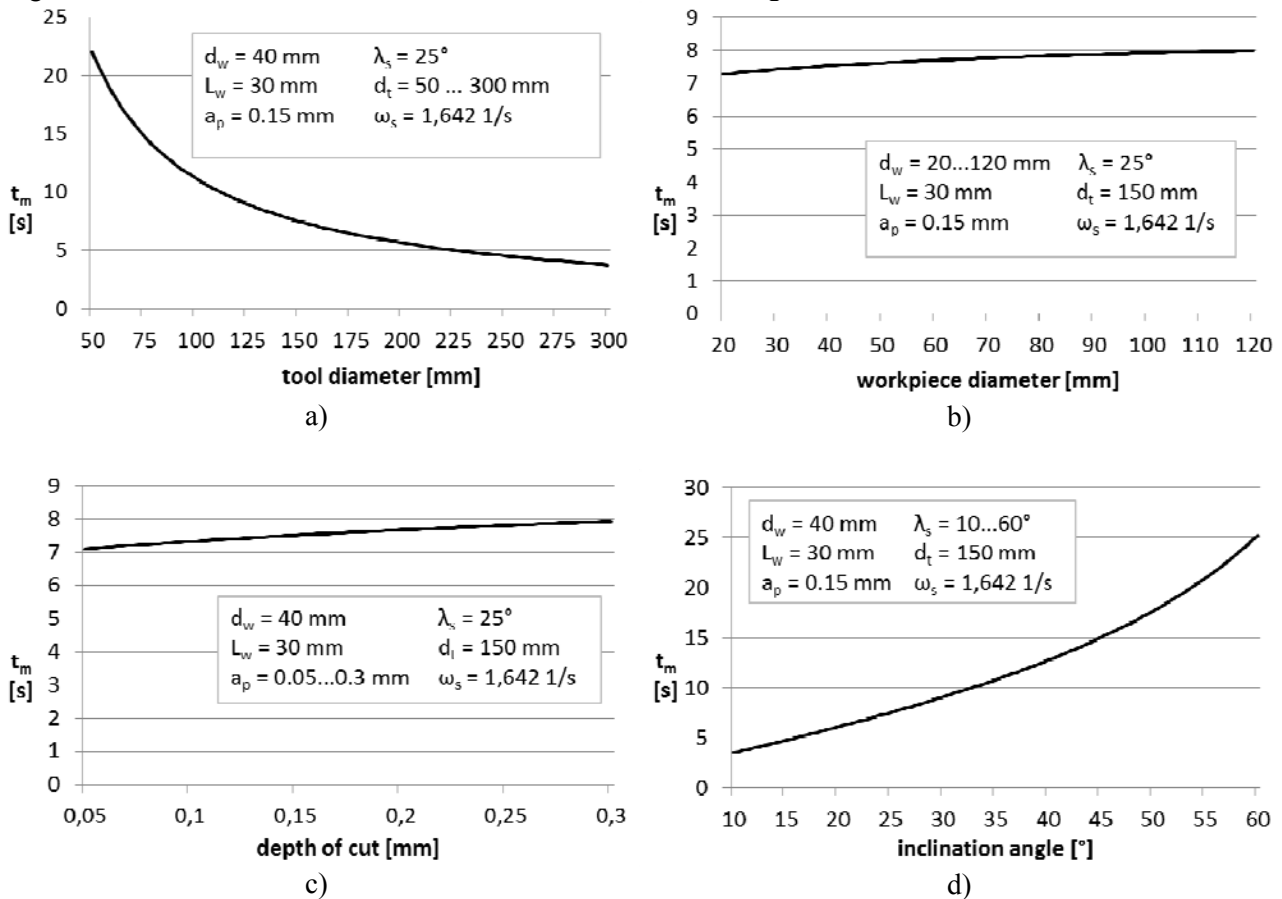 25
20
15
10
5
0
t_m
[s]
d_w = 40 mm λ_s = 25°
L_w = 30 mm d_t = 50 ... 300 mm
a_p = 0.15 mm ω_s = 1,642 1/s
50 75 100 125 150 175 200 225 250 275 300
tool diameter [mm]
a)
9
8
7
6
5
4
3
2
1
0
t_m
[s]
d_w = 20...120 mm λ_s = 25°
L_w = 30 mm d_t = 150 mm
a_p = 0.15 mm ω_s = 1,642 1/s
20 30 40 50 60 70 80 90 100 110 120
workpiece diameter [mm]
b)
9
8
7
6
5
4
3
2
1
0
t_m
[s]
d_w = 40 mm λ_s = 25°
L_w = 30 mm d_t = 150 mm
a_p = 0.05...0.3 mm ω_s = 1,642 1/s
0,05 0,1 0,15 0,2 0,25 0,3
depth of cut [mm]
c)
30
25
20
15
10
5
0
t_m
[s]
d_w = 40 mm λ_s = 10...60°
L_w = 30 mm d_t = 150 mm
a_p = 0.15 mm ω_s = 1,642 1/s
10 15 20 25 30 35 40 45 50 55 60
inclination angle [°]
d)